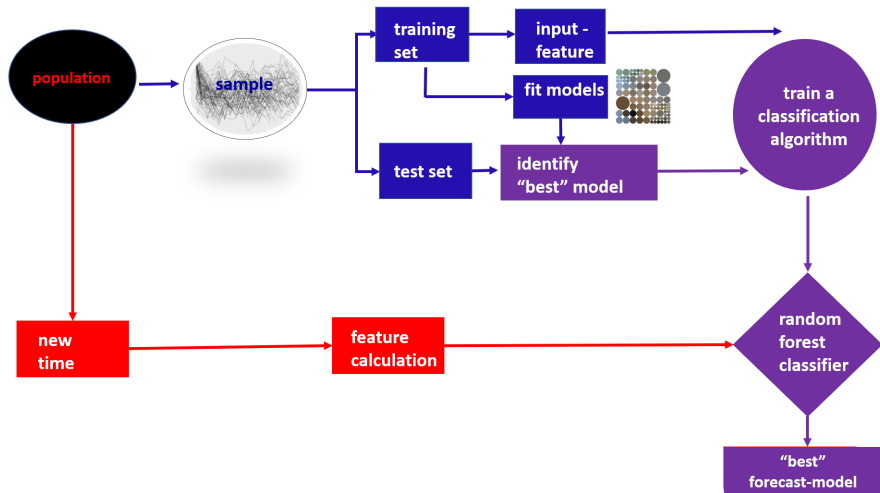 population
sample
training
set
input -
feature
fit models
test set
identify
“best” model
train a
classification
algorithm
new
time
feature
calculation
random
forest
classifier
“best”
forecast-model